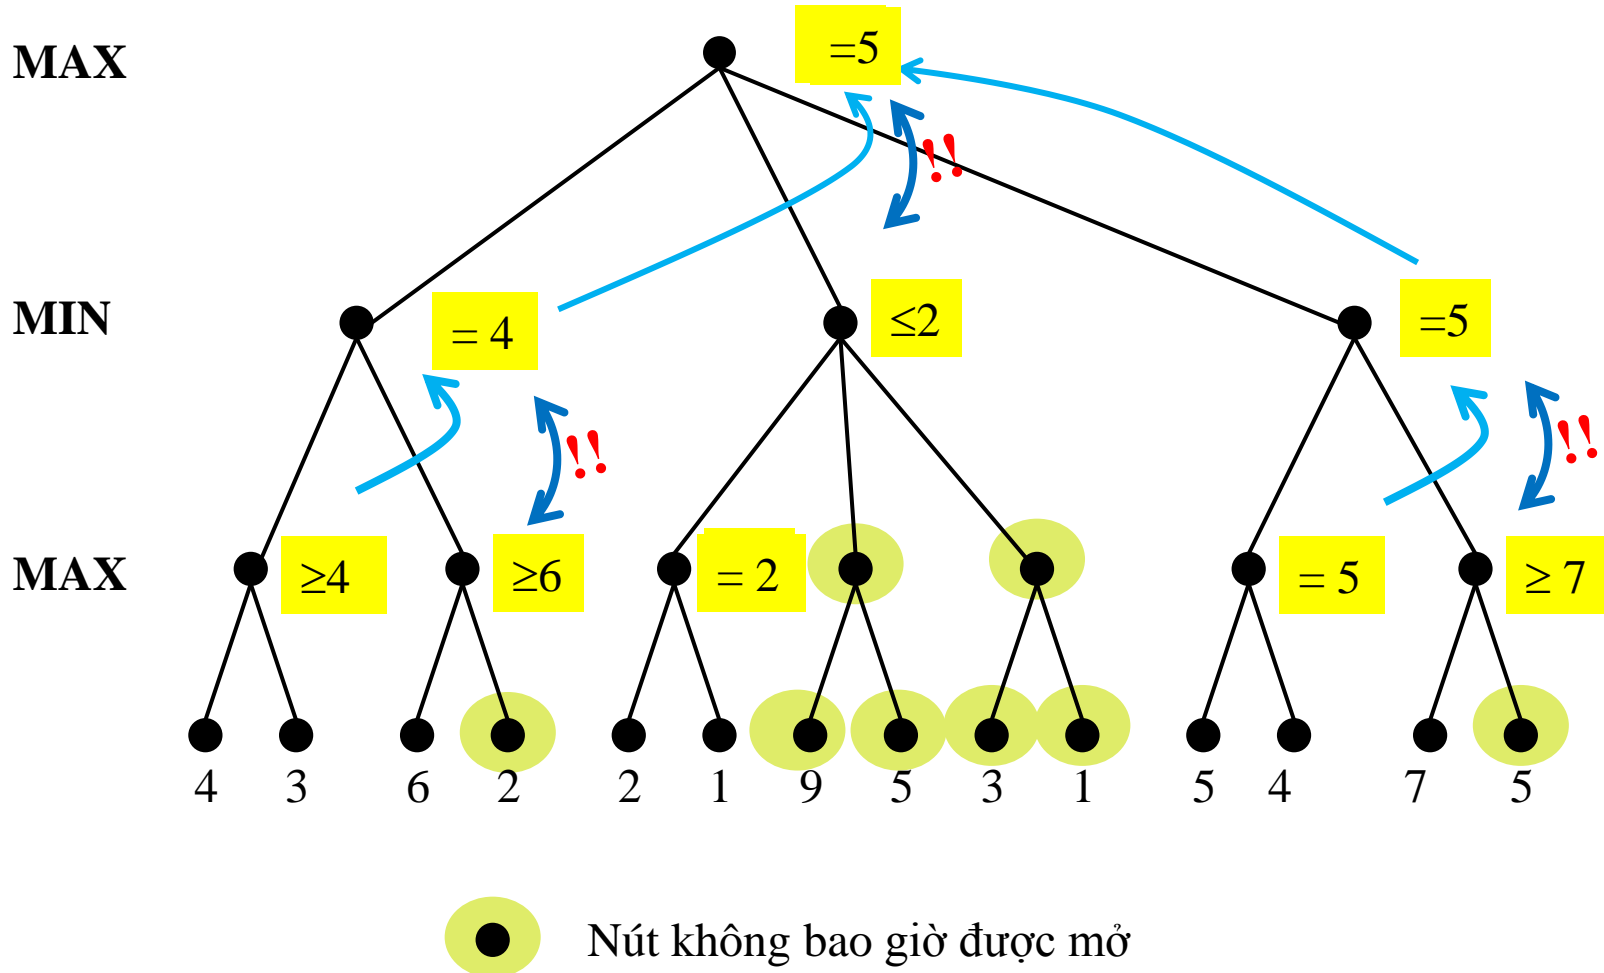 MAX =5
!!
MIN = 4 ≤2 =5
!! !!
MAX ≥4 ≥6 = 2 = 5 ≥ 7
4 3 6 2 2 1 9 5 3 1 5 4 7 5
Nút không bao giờ được mở